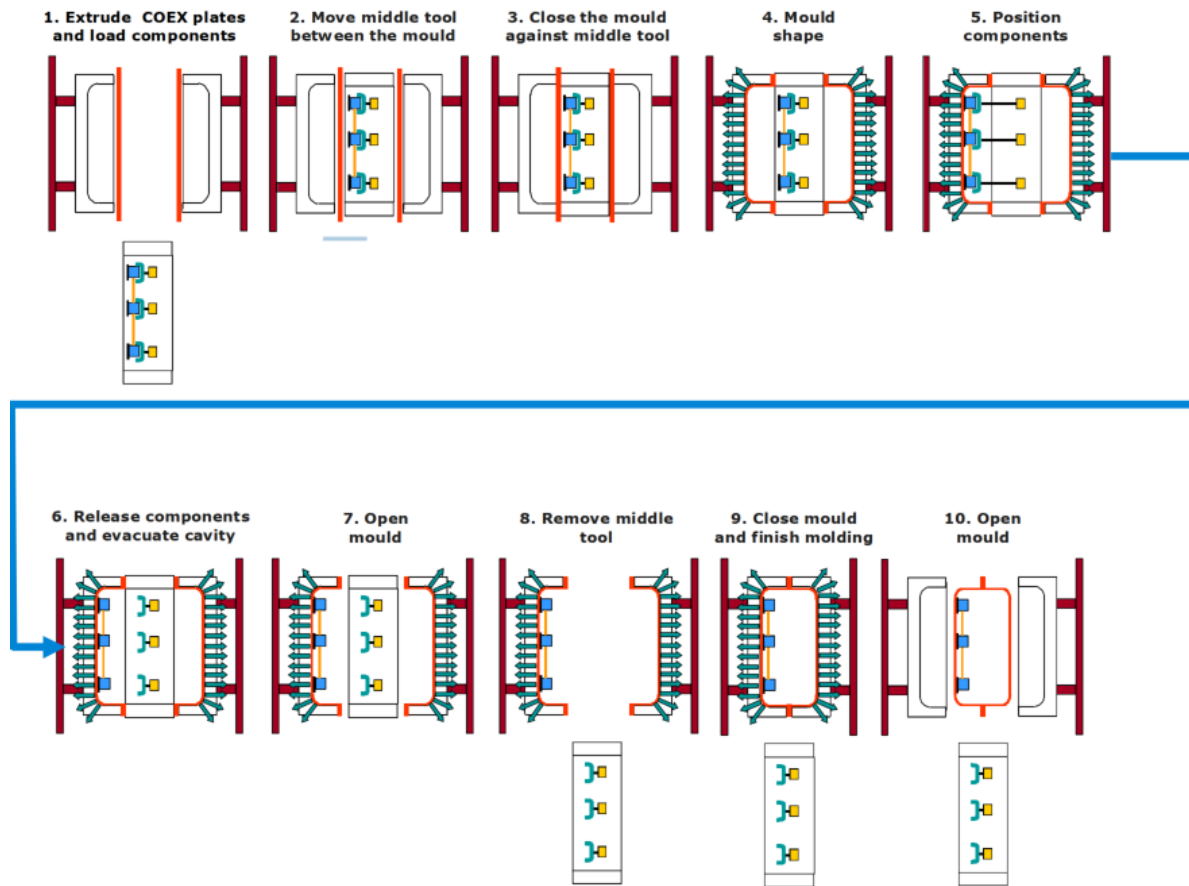 1. Extrude COEX plates
and load components
2. Move middle tool
between the mould
3. Close the mould
against middle tool
4. Mould
shape
5. Position
components
6. Release components
and evacuate cavity
7. Open
mould
8. Remove middle
tool
9. Close mould
and finish molding
10. Open
mould